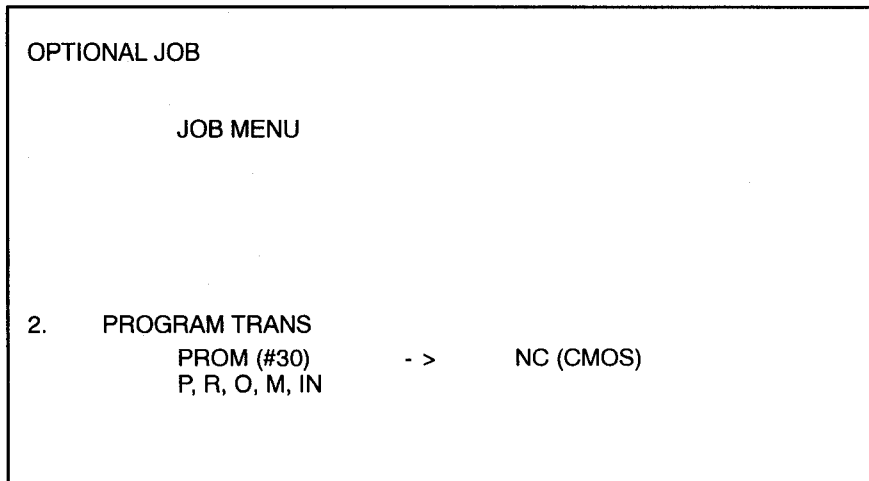 OPTIONAL JOB
JOB MENU
2. PROGRAM TRANS
PROM (#30) - > NC (CMOS)
P, R, O, M, IN